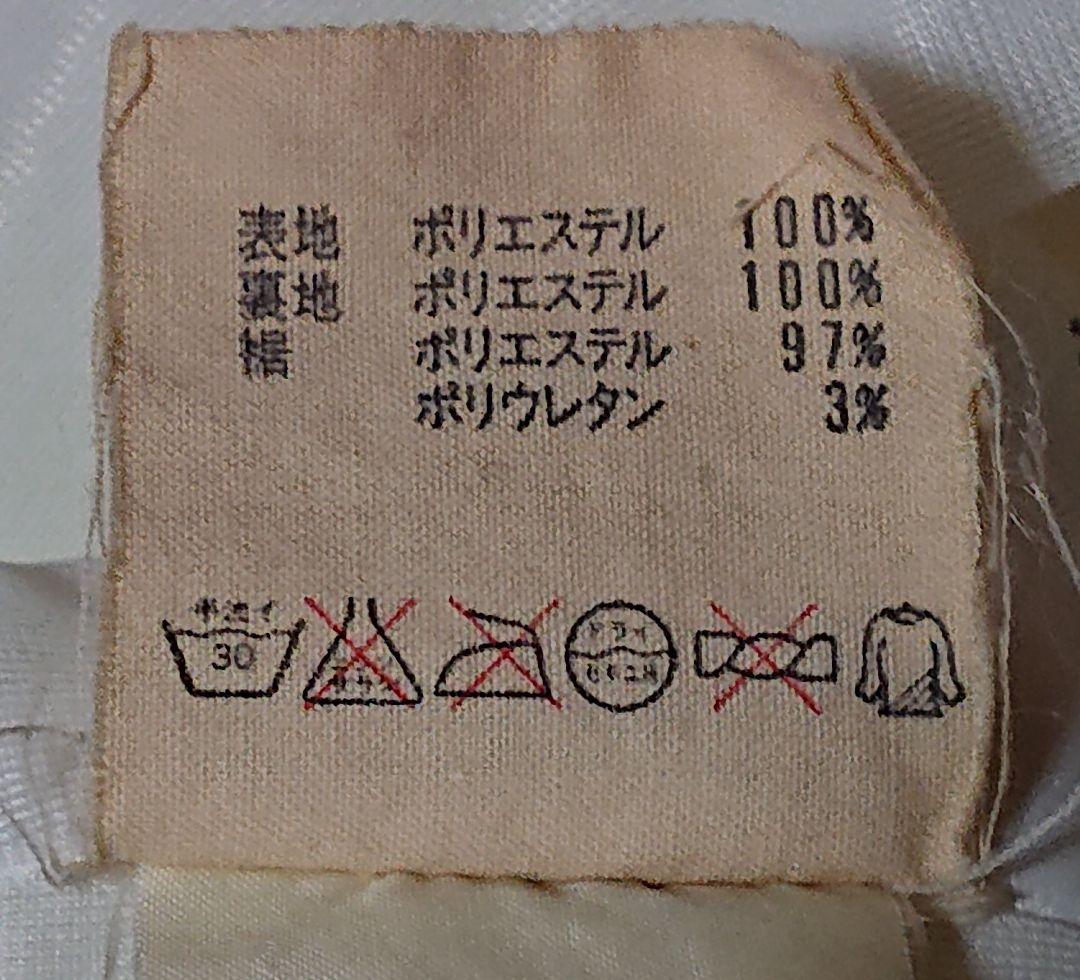 表地 ポリエステル 100%
裏地 ポリエステル 100%
裾 ポリエステル 97%
ポリウレタン 3%
手洗イ
30
ドライ